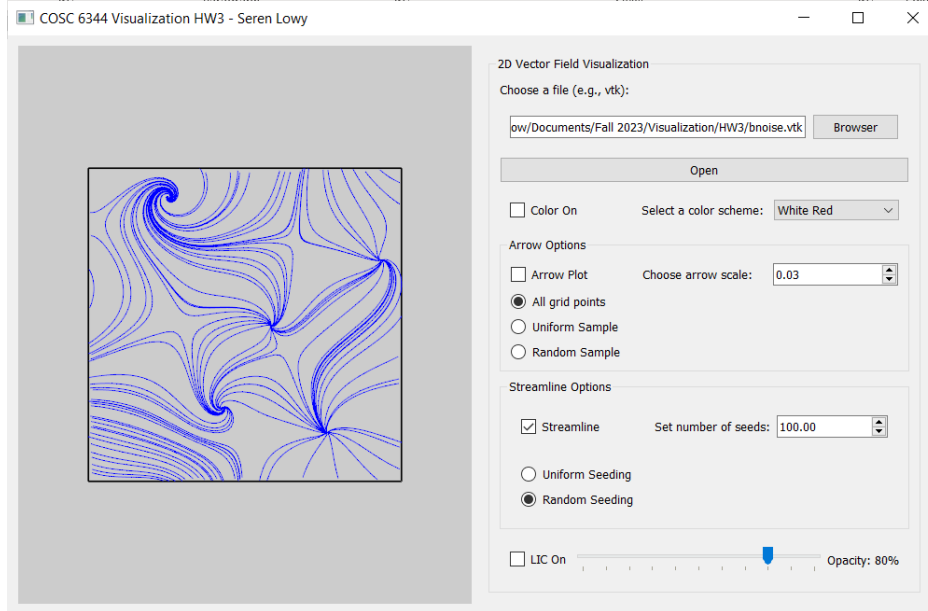 COSC 6344 Visualization HW3 - Seren Lowy
2D Vector Field Visualization
Choose a file (e.g., vtk):
ow/Documents/Fall 2023/Visualization/HW3/bnoise.vtk Browser
Open
Color On Select a color scheme: White Red
Arrow Options
Arrow Plot Choose arrow scale: 0.03
All grid points
Uniform Sample
Random Sample
Streamline Options
Streamline Set number of seeds: 100.00
Uniform Seeding
Random Seeding
LIC On Opacity: 80%